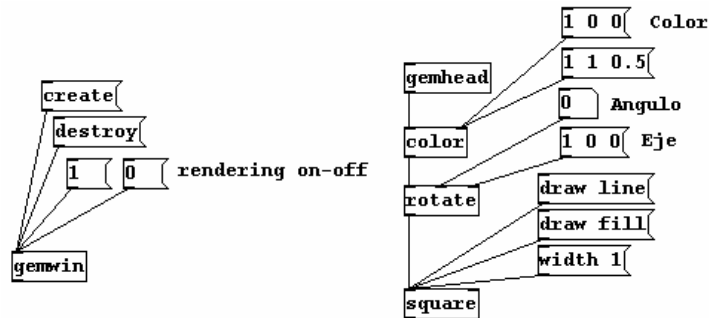 create
destroy
1 0 rendering on-off
gemwin
1 0 0 Color
1 1 0.5
gemhead
0 Angulo
color
1 0 0 Eje
rotate
draw line
draw fill
width 1
square